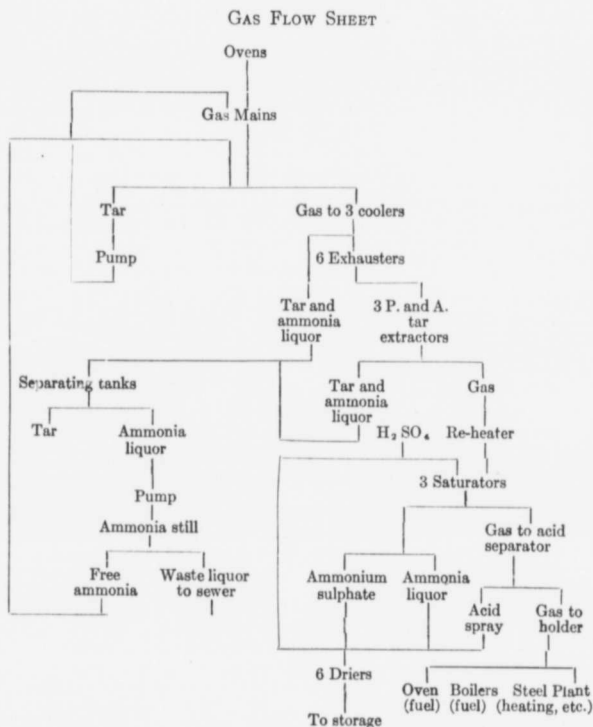 GAS FLOW SHEET
Ovens
Gas Mains
Tar
Gas to 3 coolers
Pump
6 Exhausters
Tar and
ammonia
liquor
3 P. and A.
tar
extractors
Separating tanks
Tar and
ammonia
liquor
Gas
Tar
Ammonia
liquor
H₂SO₄
Re-heater
Pump
3 Saturators
Ammonia still
Gas to acid
separator
Free
ammonia
Waste liquor
to sewer
Ammonium
sulphate
Ammonia
liquor
Acid
spray
Gas to
holder
6 Driers
Oven
(fuel)
Boilers
(fuel)
Steel Plant
(heating, etc.)
To storage